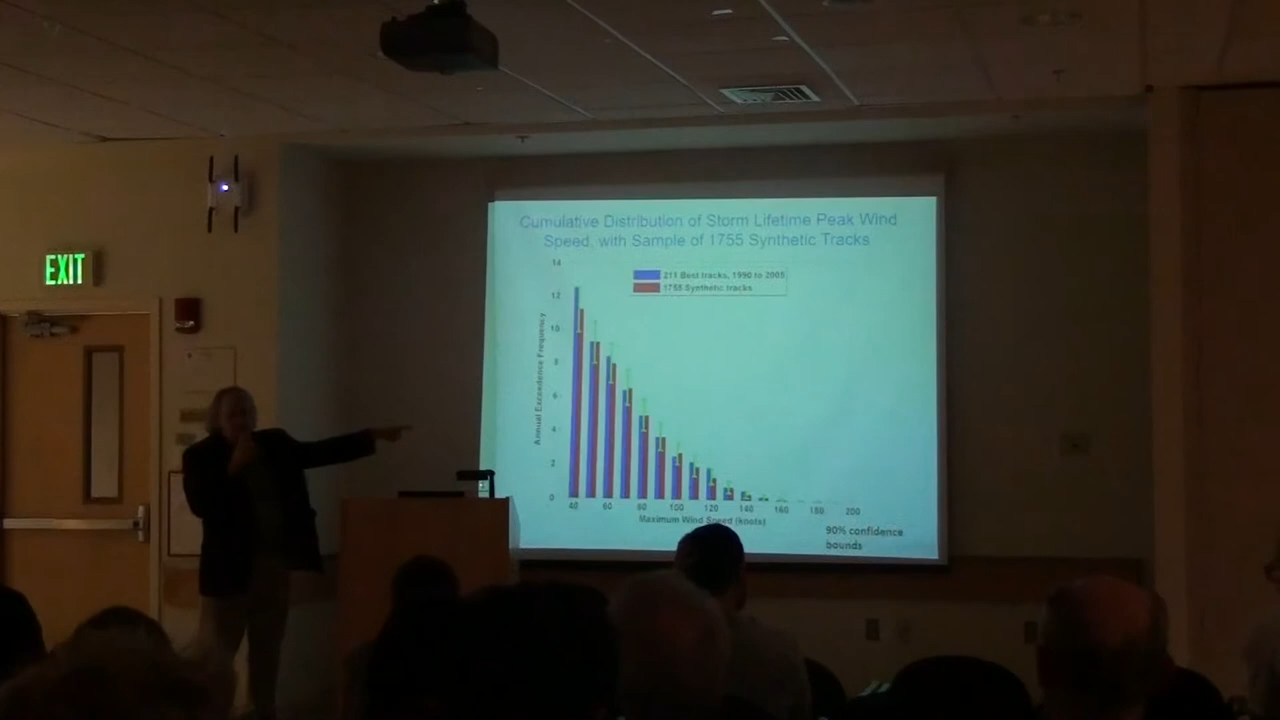 EXIT
Cumulative Distribution of Storm Lifetime Peak Wind
Speed, with Sample of 1755 Synthetic Tracks
14
211 Best tracks, 1990 to 2005
1755 Synthetic tracks
12
10
8
6
4
2
0
Annual Exceedence Frequency
40 60 80 100 120 140 160 180 200
Maximum Wind Speed (knots)
90% confidence
bounds